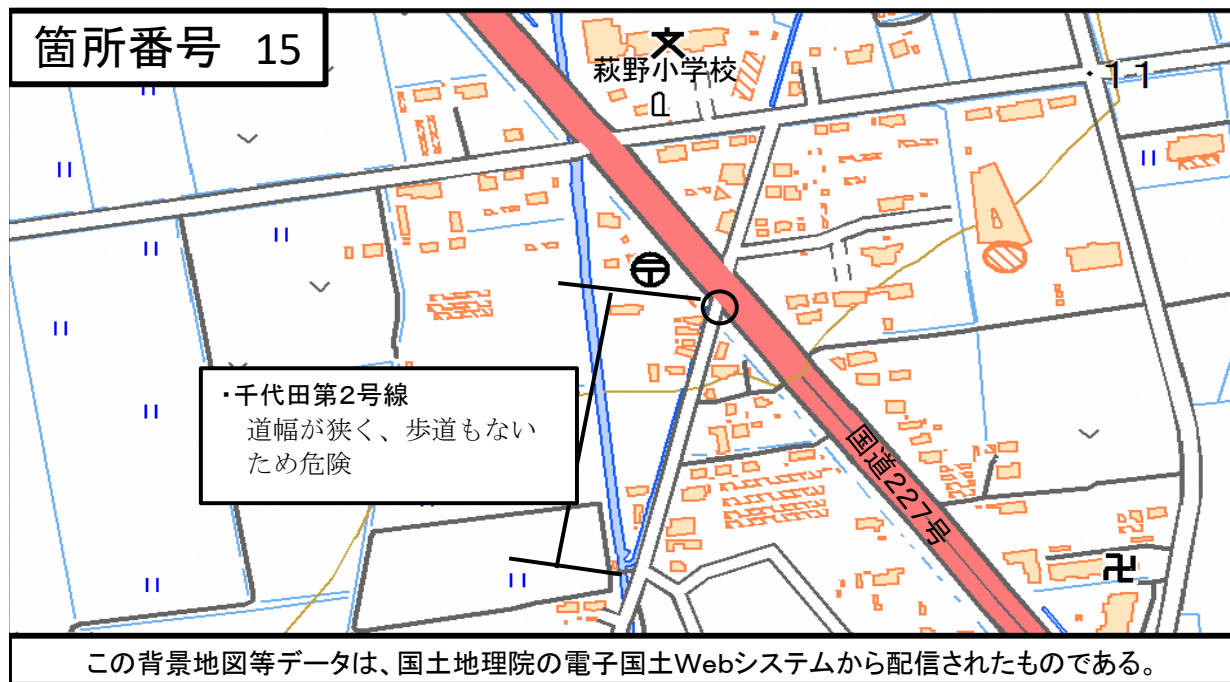 箇所番号 15
萩野小学校
・11
・千代田第2号線
道幅が狭く、歩道もない
ため危険
国道227号
この背景地図等データは、国土地理院の電子国土Webシステムから配信されたものである。